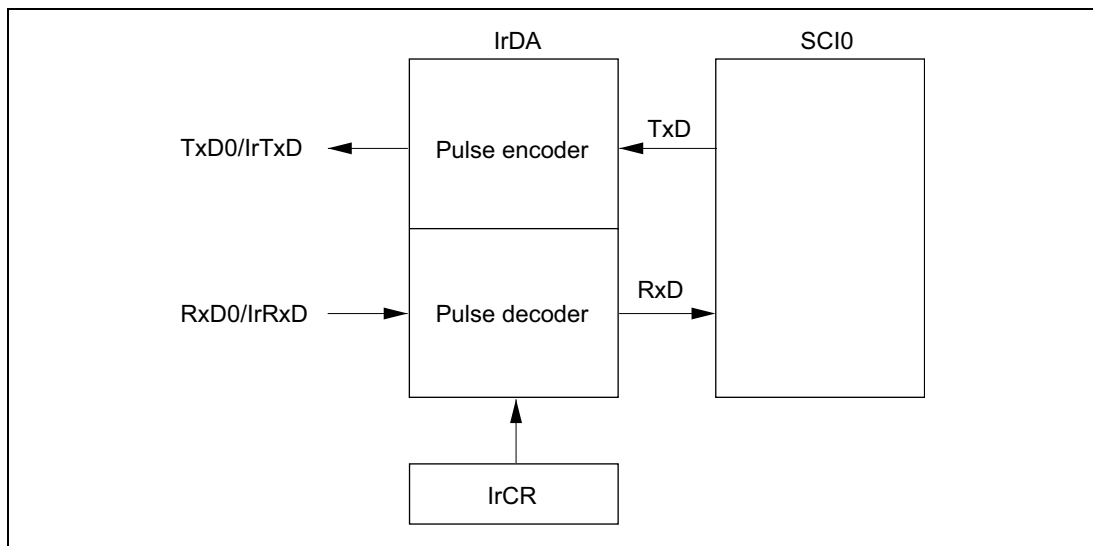 IrDA
SCI0
TxD0/IrTxD
Pulse encoder
TxD
RxD0/IrRxD
Pulse decoder
RxD
IrCR